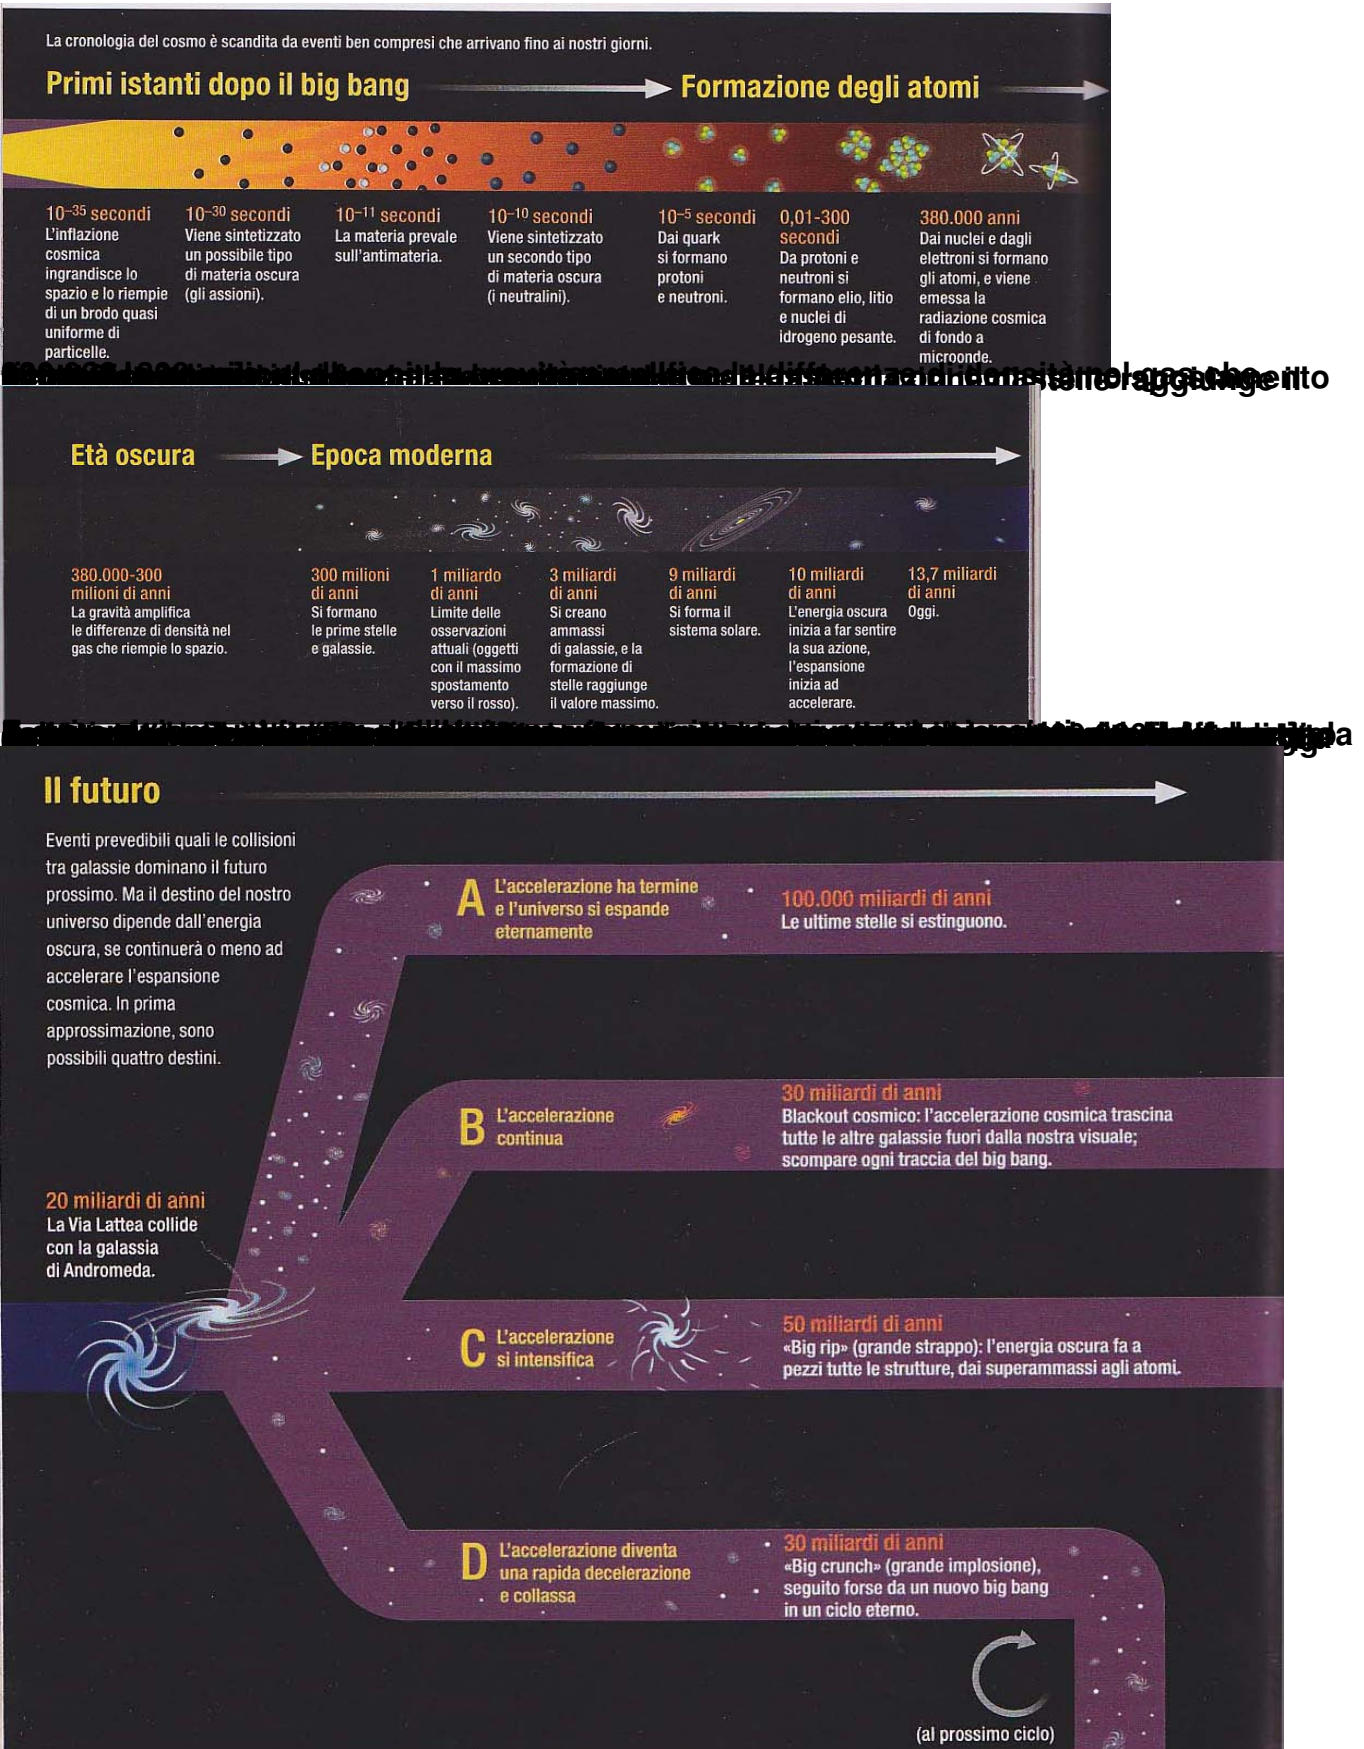 La cronologia del cosmo è scandita da eventi ben compresi che arrivano fino ai nostri giorni.
Primi istanti dopo il big bang
Formazione degli atomi
10⁻³⁵ secondi
L'inflazione
cosmica
ingrandisce lo
spazio e lo riempie
di un brodo quasi
uniforme di
particelle.
10⁻³⁰ secondi
Viene sintetizzato
un possibile tipo
di materia oscura
(gli assioni).
10⁻¹¹ secondi
La materia prevale
sull'antimateria.
10⁻¹⁰ secondi
Viene sintetizzato
un secondo tipo
di materia oscura
(i neutralini).
10⁻⁵ secondi
Dai quark
si formano
protoni
e neutroni.
0,01-300
secondi
Da protoni e
neutroni si
formano elio, litio
e nuclei di
idrogeno pesante.
380.000 anni
Dai nuclei e dagli
elettroni si formano
gli atomi, e viene
emessa la
radiazione cosmica
di fondo a
microonde.
stelle raggiunge il
Età oscura
Epoca moderna
380.000-300
milioni di anni
La gravità amplifica
le differenze di densità nel
gas che riempie lo spazio.
300 milioni
di anni
Si formano
le prime stelle
e galassie.
1 miliardo
di anni
Limite delle
osservazioni
attuali (oggetti
con il massimo
spostamento
verso il rosso).
3 miliardi
di anni
Si creano
ammassi
di galassie, e la
formazione di
stelle raggiunge
il valore massimo.
9 miliardi
di anni
Si forma il
sistema solare.
10 miliardi
di anni
L'energia oscura
inizia a far sentire
la sua azione,
l'espansione
inizia ad
accelerare.
13,7 miliardi
di anni
Oggi.
Il futuro
Eventi prevedibili quali le collisioni
tra galassie dominano il futuro
prossimo. Ma il destino del nostro
universo dipende dall'energia
oscura, se continuerà o meno ad
accelerare l'espansione
cosmica. In prima
approssimazione, sono
possibili quattro destini.
A
L'accelerazione ha termine
e l'universo si espande
eternamente
100.000 miliardi di anni
Le ultime stelle si estinguono.
B
L'accelerazione
continua
30 miliardi di anni
Blackout cosmico: l'accelerazione cosmica trascina
tutte le altre galassie fuori dalla nostra visuale;
scompare ogni traccia del big bang.
20 miliardi di anni
La Via Lattea collide
con la galassia
di Andromeda.
C
L'accelerazione
si intensifica
50 miliardi di anni
«Big rip» (grande strappo): l'energia oscura fa a
pezzi tutte le strutture, dai superammassi agli atomi.
D
L'accelerazione diventa
una rapida decelerazione
e collassa
30 miliardi di anni
«Big crunch» (grande implosione),
seguito forse da un nuovo big bang
in un ciclo eterno.
(al prossimo ciclo)